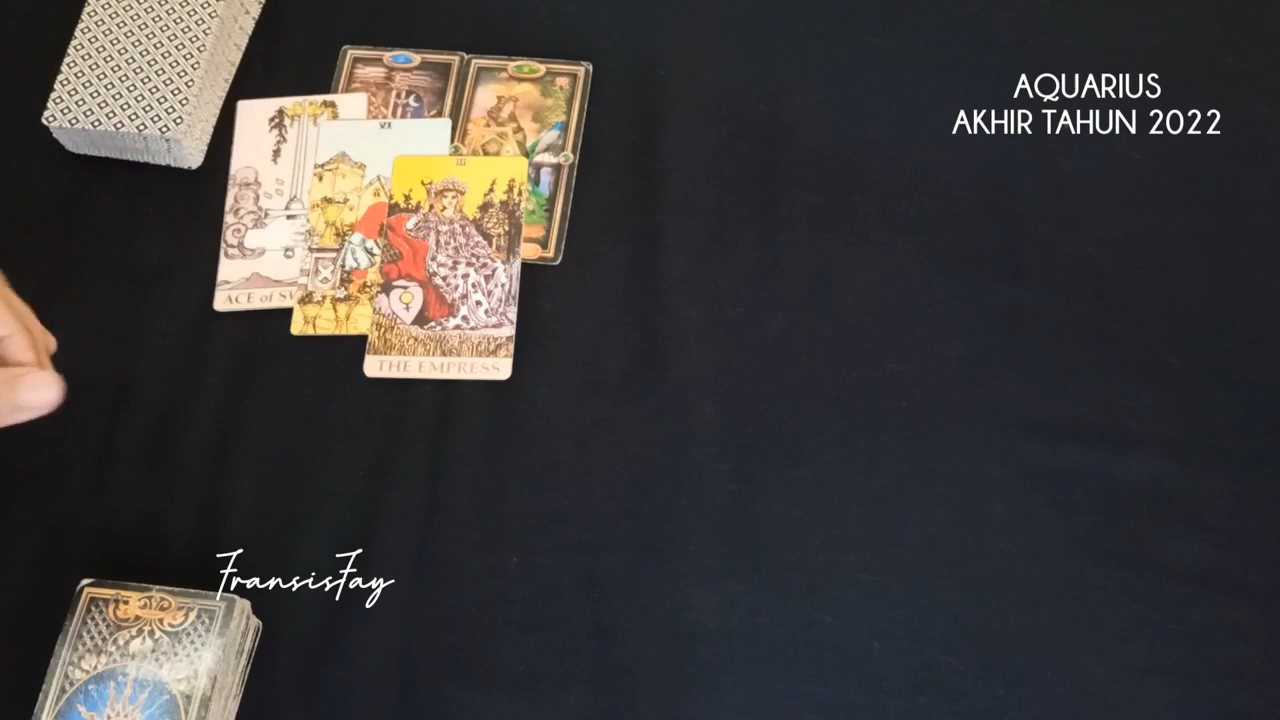 AQUARIUS
AKHIR TAHUN 2022
VI
III
ACE of SW
THE EMPRESS
FransisFay